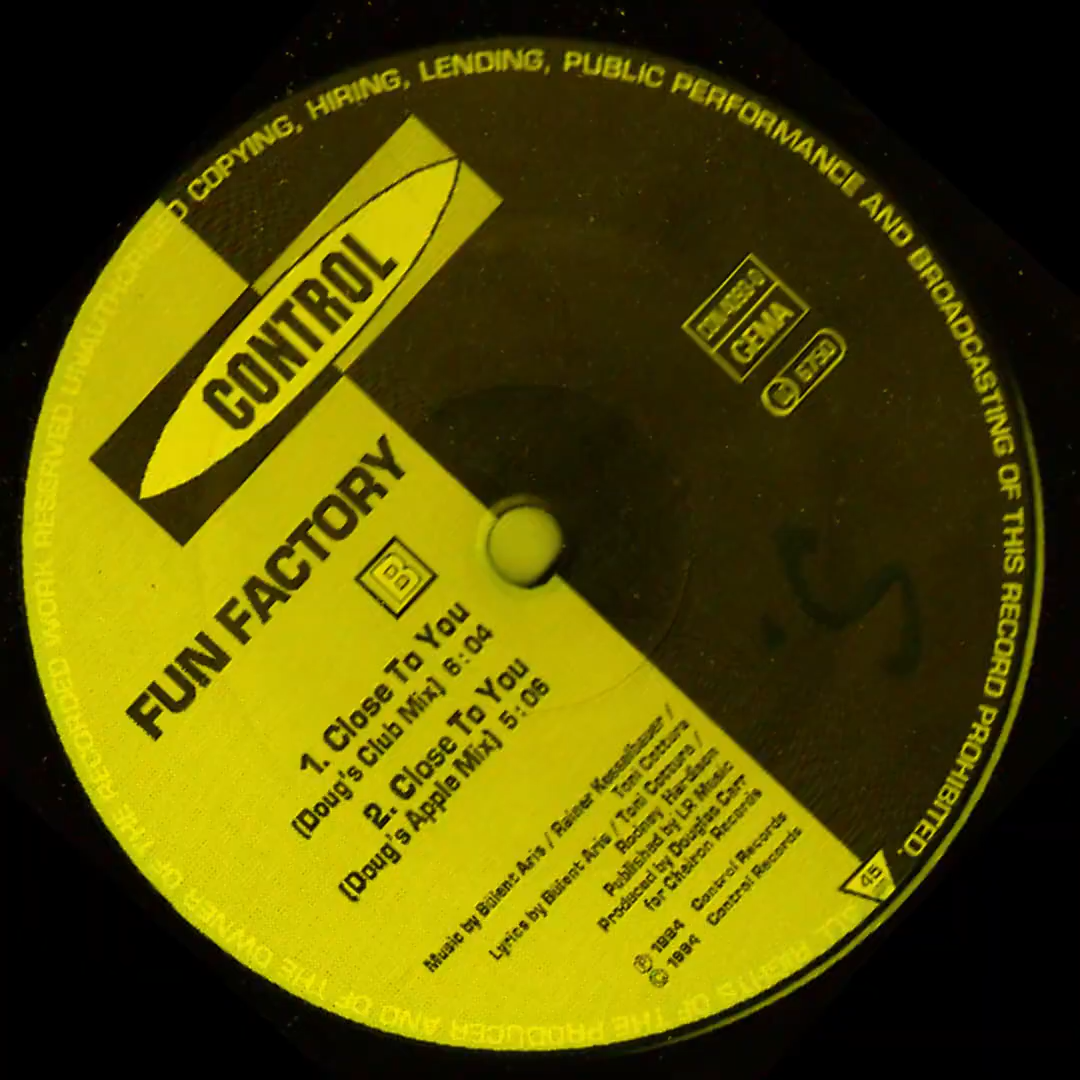 ALL RIGHTS OF THE PRODUCER AND OF THE OWNER OF THE RECORDED WORK RESERVED UNAUTHORISED COPYING, HIRING, LENDING, PUBLIC PERFORMANCE AND BROADCASTING OF THIS RECORD PROHIBITED.
CONTROL
GEMA
FUN FACTORY
B
1. Close To You
(Doug's Club Mix) 6:04
2. Close To You
(Doug's Apple Mix) 5:06
Music by Bülent Aris / Rainer Kesselbauer /
Toni Cottura
Lyrics by Bülent Aris / Toni Cottura /
Rodney Hardison
Published by LR Music
Produced by Douglas Carr
for Cheiron Records
℗ 1994 Control Records
© 1994 Control Records
45